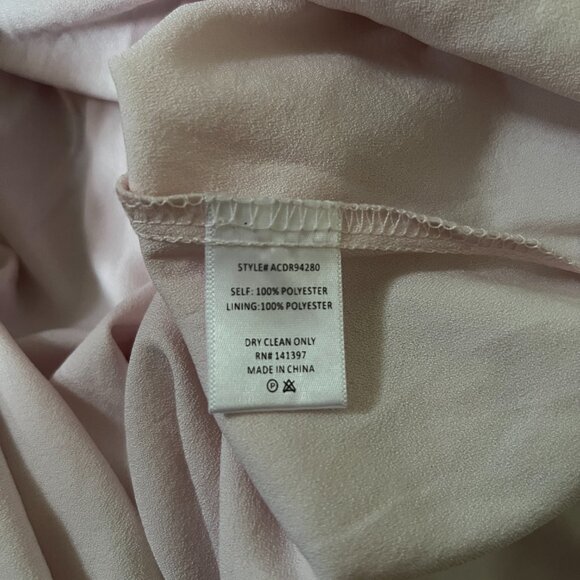 STYLE# ACDR94280
SELF: 100% POLYESTER
LINING:100% POLYESTER
DRY CLEAN ONLY
RN# 141397
MADE IN CHINA
P